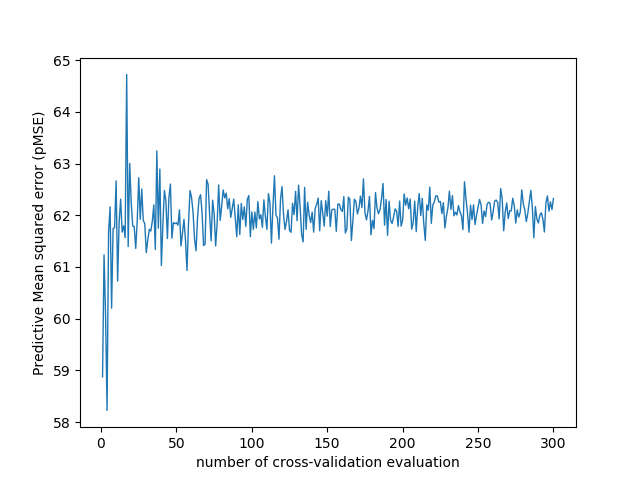 65
64
63
62
61
60
59
58
Predictive Mean squared error (pMSE)
0 50 100 150 200 250 300
number of cross-validation evaluation